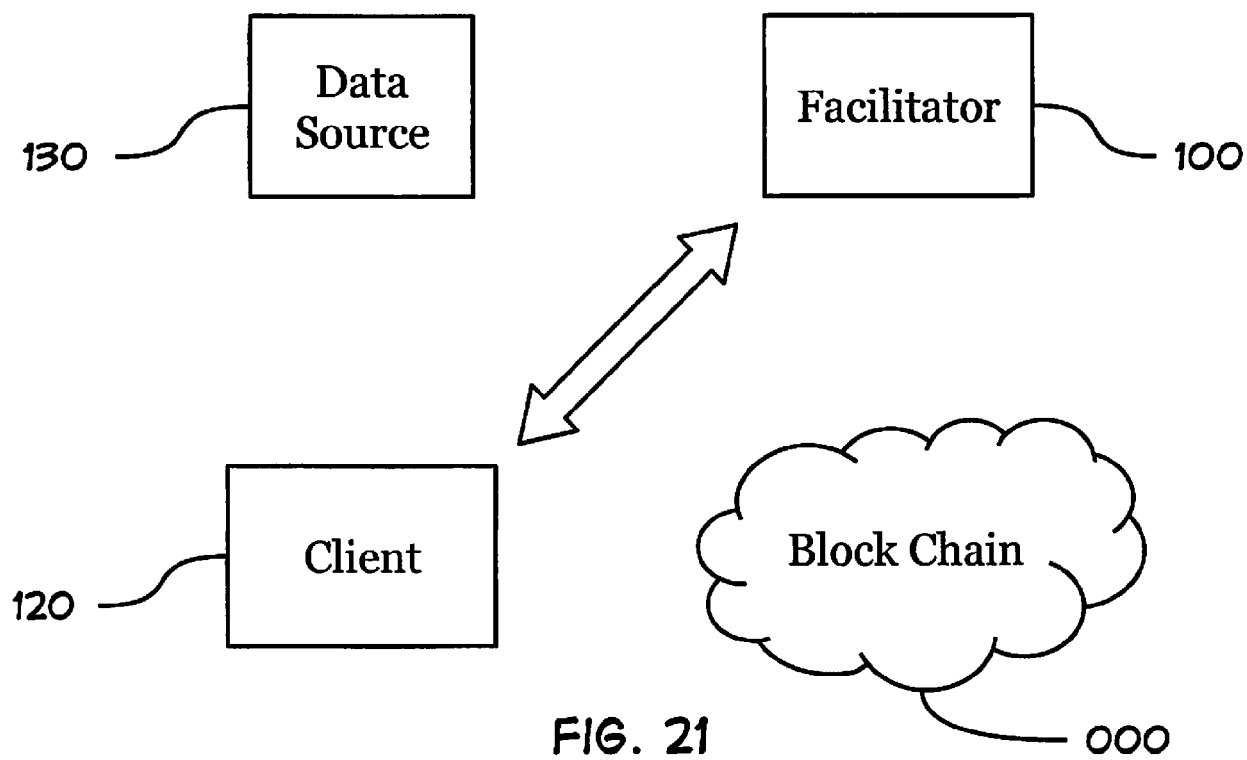 Data
Source
130
Facilitator
100
Client
120
Block Chain
000
FIG. 21